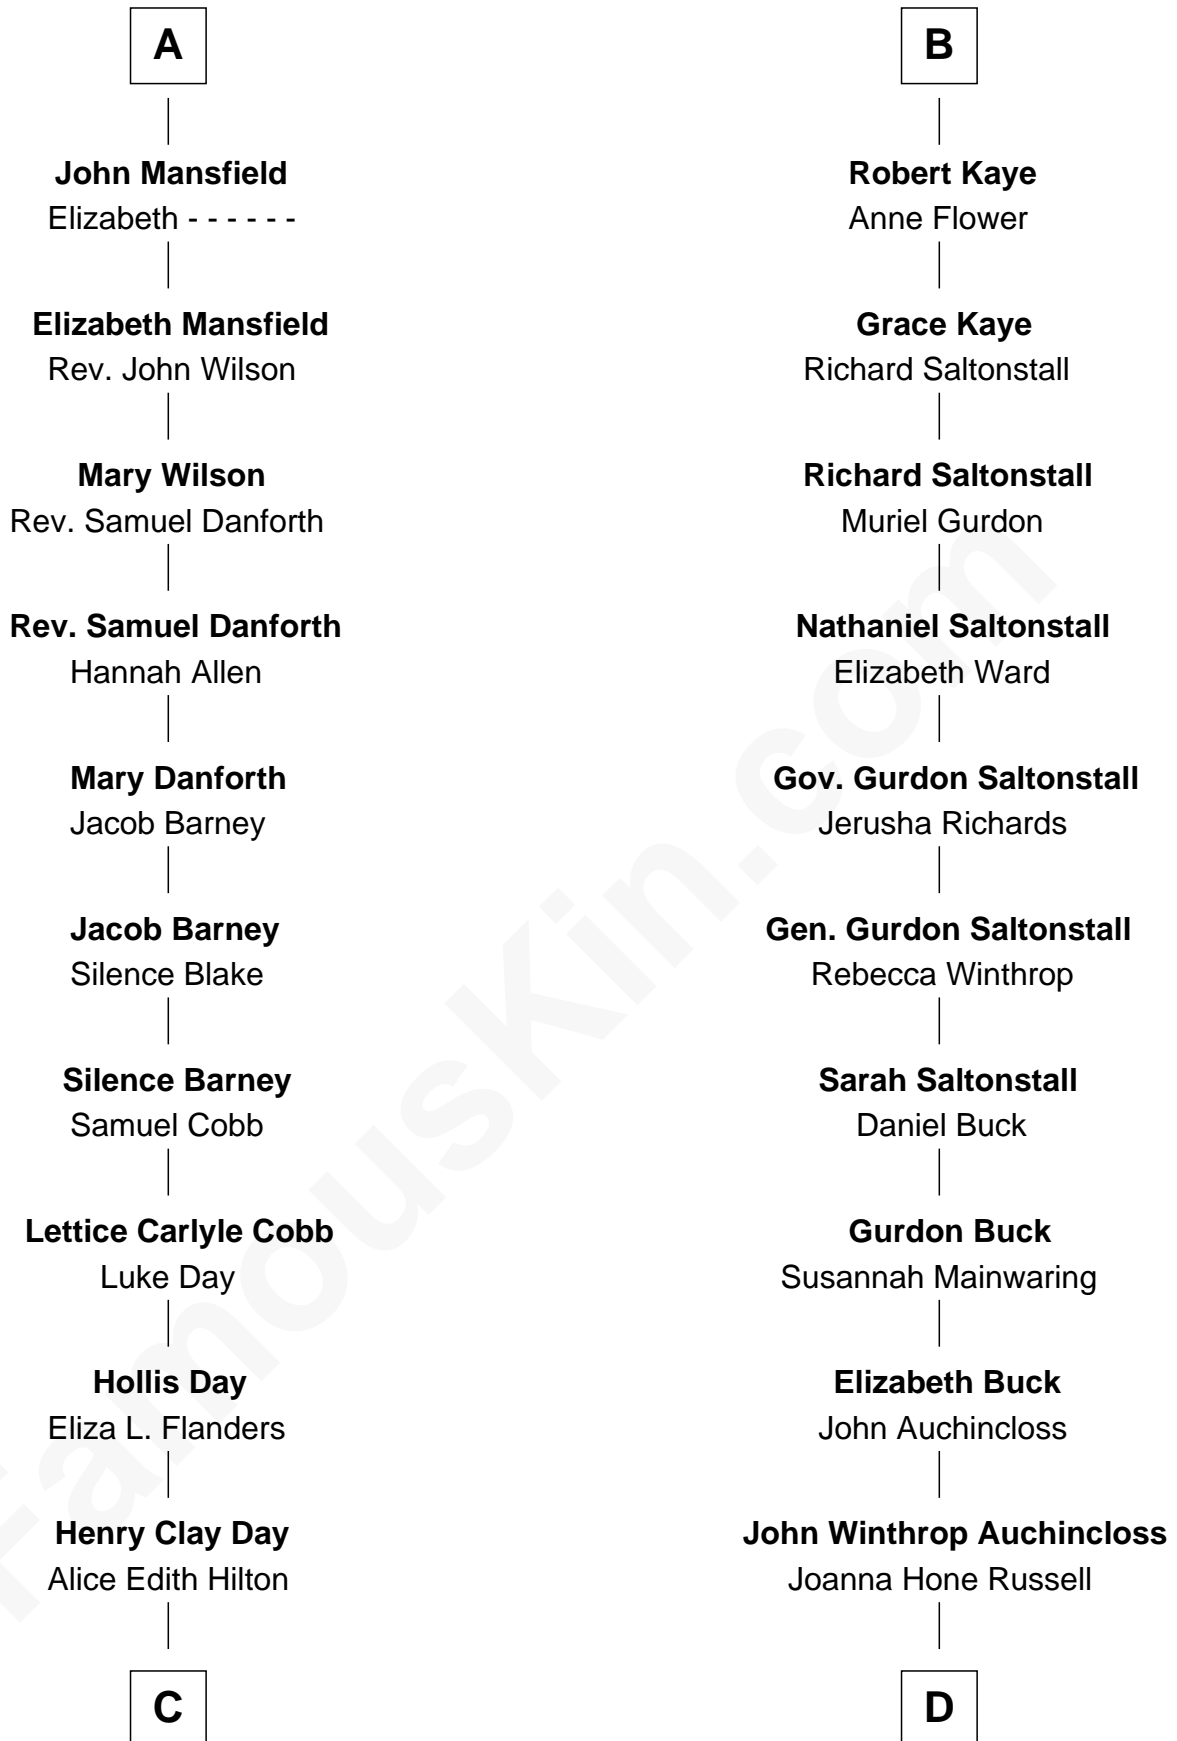 A
John Mansfield
Elizabeth - - - - - -
Elizabeth Mansfield
Rev. John Wilson
Mary Wilson
Rev. Samuel Danforth
Rev. Samuel Danforth
Hannah Allen
Mary Danforth
Jacob Barney
Jacob Barney
Silence Blake
Silence Barney
Samuel Cobb
Lettice Carlyle Cobb
Luke Day
Hollis Day
Eliza L. Flanders
Henry Clay Day
Alice Edith Hilton
C
B
Robert Kaye
Anne Flower
Grace Kaye
Richard Saltonstall
Richard Saltonstall
Muriel Gurdon
Nathaniel Saltonstall
Elizabeth Ward
Gov. Gurdon Saltonstall
Jerusha Richards
Gen. Gurdon Saltonstall
Rebecca Winthrop
Sarah Saltonstall
Daniel Buck
Gurdon Buck
Susannah Mainwaring
Elizabeth Buck
John Auchincloss
John Winthrop Auchincloss
Joanna Hone Russell
D
FamousKin.com